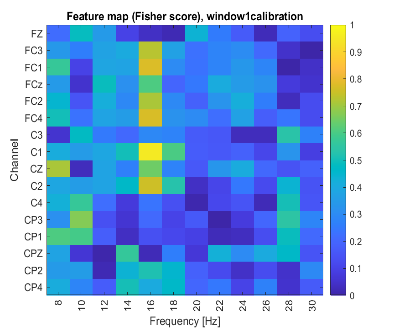 Feature map (Fisher score), window1calibration
FZ
FC3
FC1
FCz
FC2
FC4
C3
C1
CZ
C2
C4
CP3
CP1
CPZ
CP2
CP4
Channel
8 10 12 14 16 18 20 22 24 26 28 30
Frequency [Hz]
1
0.9
0.8
0.7
0.6
0.5
0.4
0.3
0.2
0.1
0